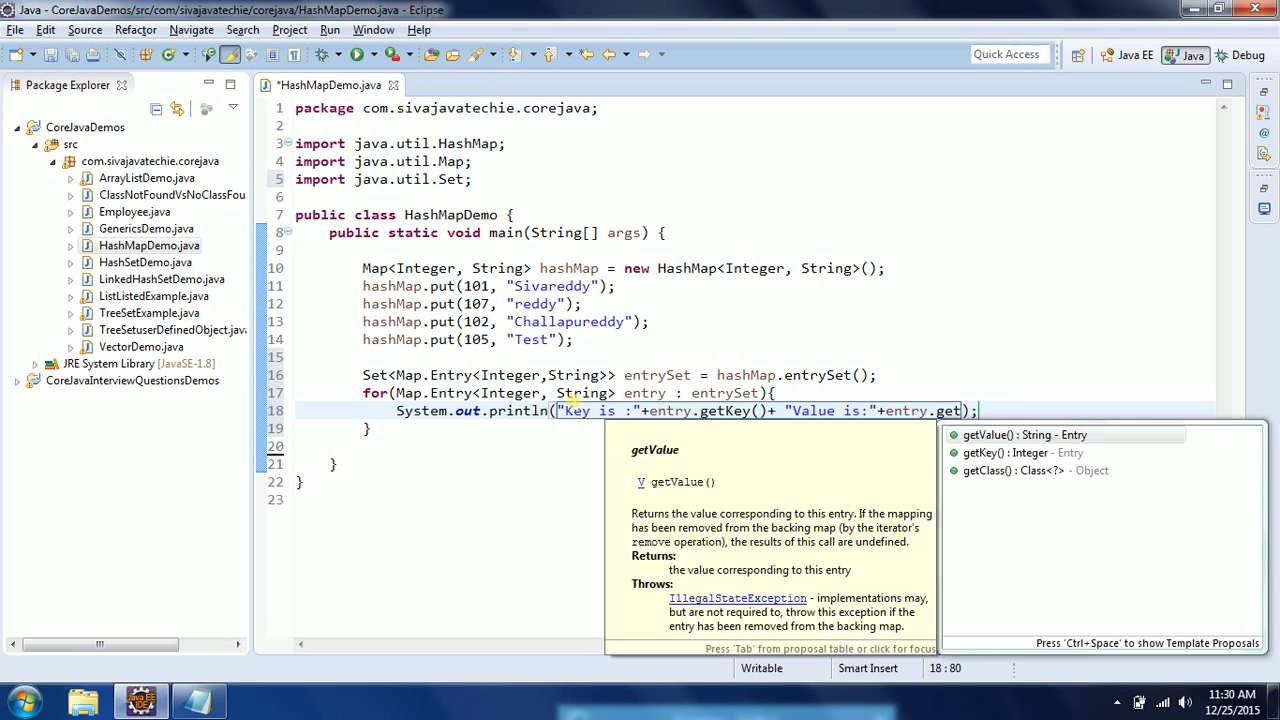 Java - CoreJavaDemos/src/com/sivajavatechie/corejava/HashMapDemo.java - Eclipse
File Edit Source Refactor Navigate Search Project Run Window Help
Quick Access Java EE Java Debug
Package Explorer
CoreJavaDemos
src
com.sivajavatechie.corejava
ArrayListDemo.java
ClassNotFoundVsNoClassFou
Employee.java
GenericsDemo.java
HashMapDemo.java
HashSetDemo.java
LinkedHashSetDemo.java
ListListedExample.java
TreeSetExample.java
TreeSetuserDefinedObject.java
VectorDemo.java
JRE System Library [JavaSE-1.8]
CoreJavaInterviewQuestionsDemos
*HashMapDemo.java
1 package com.sivajavatechie.corejava;
2
3 import java.util.HashMap;
4 import java.util.Map;
5 import java.util.Set;
6
7 public class HashMapDemo {
8 public static void main(String[] args) {
9
10 Map<Integer, String> hashMap = new HashMap<Integer, String>();
11 hashMap.put(101, "Sivareddy");
12 hashMap.put(107, "reddy");
13 hashMap.put(102, "Challapureddy");
14 hashMap.put(105, "Test");
15
16 Set<Map.Entry<Integer,String>> entrySet = hashMap.entrySet();
17 for(Map.Entry<Integer, String> entry : entrySet){
18 System.out.println("Key is :"+entry.getKey()+ "Value is:"+entry.get);
19 }
20
21 }
22 }
23
getValue
V getValue()
Returns the value corresponding to this entry. If the mapping
has been removed from the backing map (by the iterator's
remove operation), the results of this call are undefined.
Returns:
the value corresponding to this entry
Throws:
IllegalStateException - implementations may,
but are not required to, throw this exception if the
entry has been removed from the backing map.
Press 'Tab' from proposal table or click for focus
getValue() : String - Entry
getKey() : Integer - Entry
getClass() : Class<?> - Object
Press 'Ctrl+Space' to show Template Proposals
Writable Smart Insert 18 : 80
Java EE
IDE
11:30 AM
12/25/2015